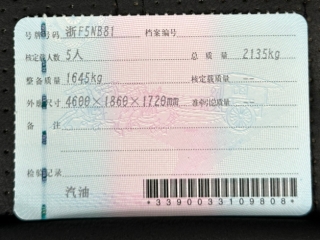 号牌号码 浙F5NB81 档案编号
核定载人数 5人 总质量 2135kg
整备质量 1645kg 核定载质量 --
外廓尺寸 4600×1860×1720mm 准牵引总质量 --
备注
检验记录
汽油
*3390033109808*